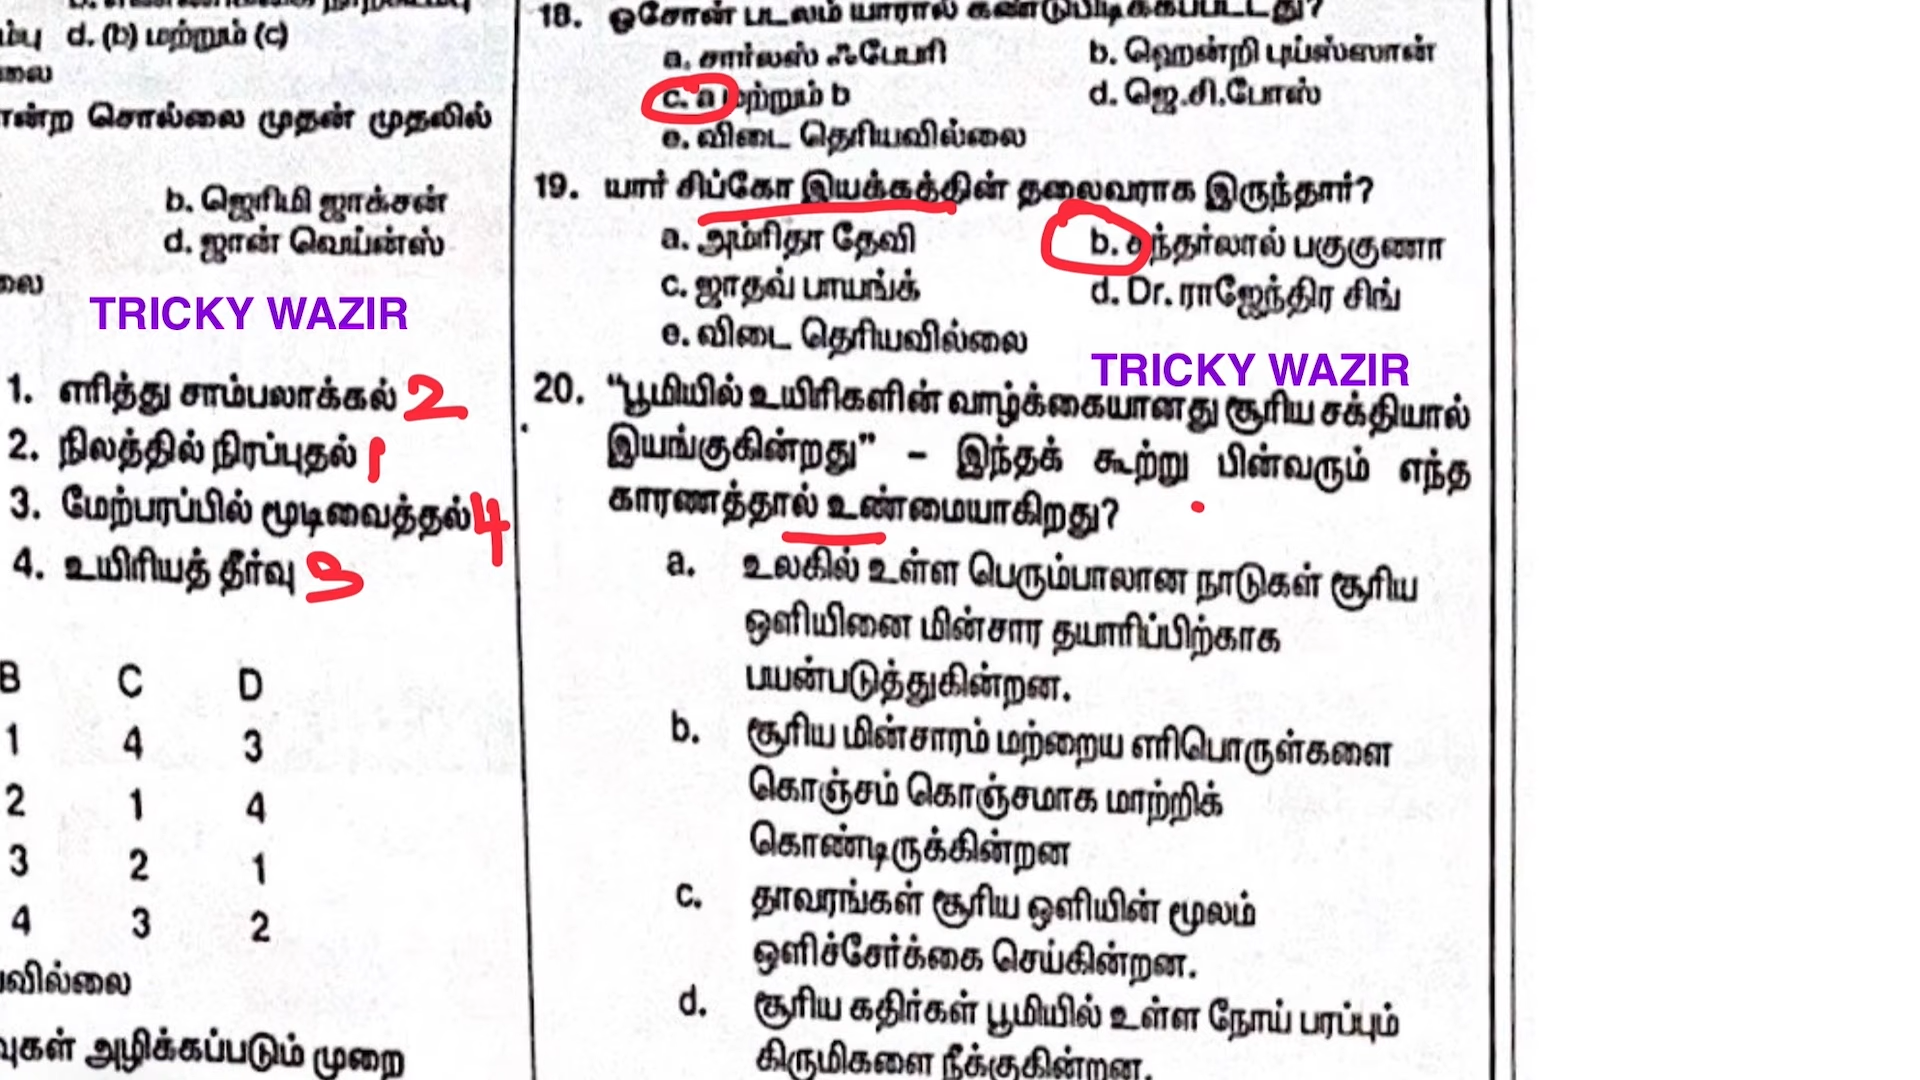 ம்பு d. (b) மற்றும் (c)
லை
ன்ற சொல்லை முதன் முதலில்
b. ஜெரிமி ஜாக்சன்
d. ஜான் வெய்ன்ஸ்
லை
TRICKY WAZIR
1. எரித்து சாம்பலாக்கல் 2
2. நிலத்தில் நிரப்புதல் 1
3. மேற்பரப்பில் மூடிவைத்தல் 4
4. உயிரியத் தீர்வு 3
B C D
1 4 3
2 1 4
3 2 1
4 3 2
வில்லை
வுகள் அழிக்கப்படும் முறை
18. ஓசோன் படலம் யாரால் கண்டுபிடிக்கப்பட்டது?
a. சார்லஸ் ஃபேபரி b. ஹென்றி புய்ஸ்ஸான்
c. a மற்றும் b d. ஜெ.சி.போஸ்
e. விடை தெரியவில்லை
19. யார் சிப்கோ இயக்கத்தின் தலைவராக இருந்தார்?
a. அம்ரிதா தேவி b. சுந்தர்லால் பகுகுணா
c. ஜாதவ் பாயங்க் d. Dr. ராஜேந்திர சிங்
e. விடை தெரியவில்லை
TRICKY WAZIR
20. “பூமியில் உயிரிகளின் வாழ்க்கையானது சூரிய சக்தியால்
இயங்குகின்றது” – இந்தக் கூற்று பின்வரும் எந்த
காரணத்தால் உண்மையாகிறது?
a. உலகில் உள்ள பெரும்பாலான நாடுகள் சூரிய
ஒளியினை மின்சார தயாரிப்பிற்காக
பயன்படுத்துகின்றன.
b. சூரிய மின்சாரம் மற்றைய எரிபொருள்களை
கொஞ்சம் கொஞ்சமாக மாற்றிக்
கொண்டிருக்கின்றன
c. தாவரங்கள் சூரிய ஒளியின் மூலம்
ஒளிச்சேர்க்கை செய்கின்றன.
d. சூரிய கதிர்கள் பூமியில் உள்ள நோய் பரப்பும்
கிருமிகளை நீக்குகின்றன.